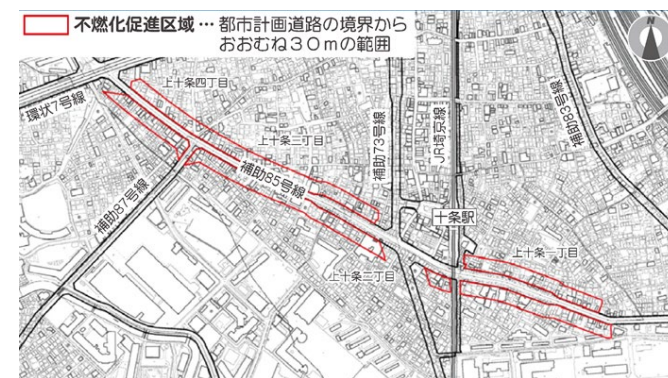 不燃化促進区域 … 都市計画道路の境界から
おおむね30mの範囲
N
環状7号線
上十条四丁目
上十条三丁目
補助73号線
JR埼京線
補助83号線
補助85号線
補助87号線
十条駅
上十条二丁目
上十条一丁目